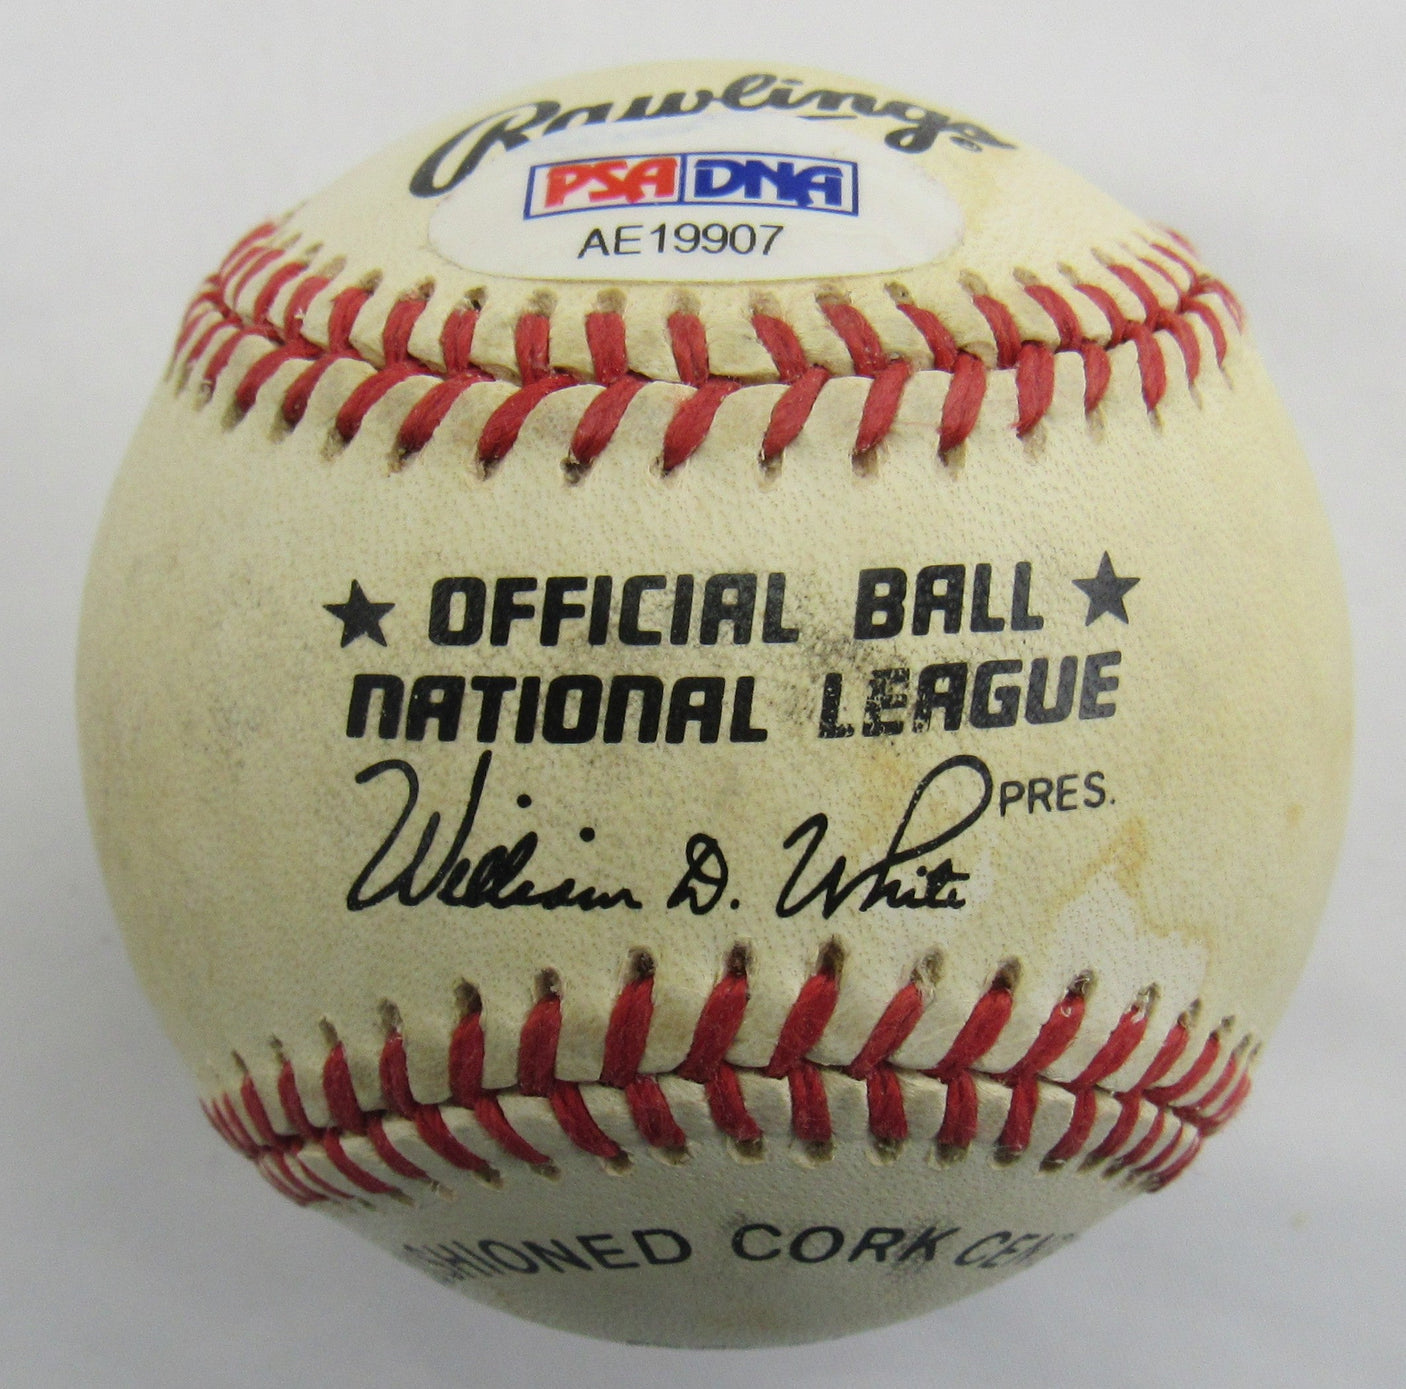 Rawlings
PSA DNA
AE19907
★ OFFICIAL BALL ★
NATIONAL LEAGUE
William D. White PRES.
CORK